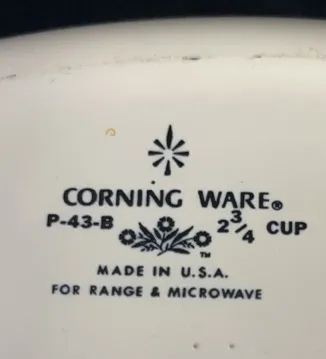 CORNING WARE®
P-43-B 2 3/4 CUP
TM
MADE IN U.S.A.
FOR RANGE & MICROWAVE